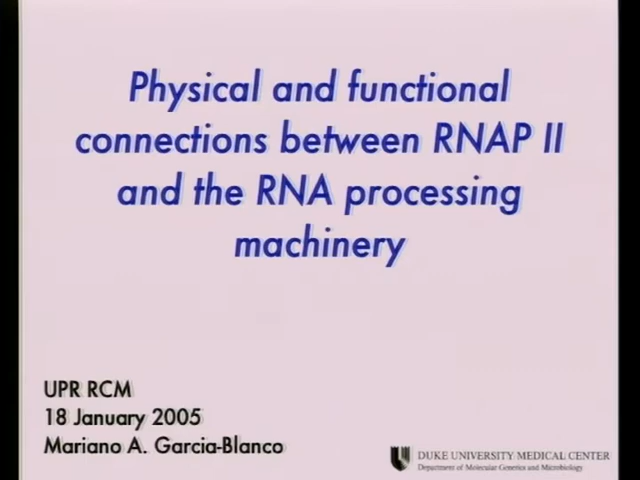 Physical and functional
connections between RNAP II
and the RNA processing
machinery
UPR RCM
18 January 2005
Mariano A. Garcia-Blanco
DUKE UNIVERSITY MEDICAL CENTER
Department of Molecular Genetics and Microbiology